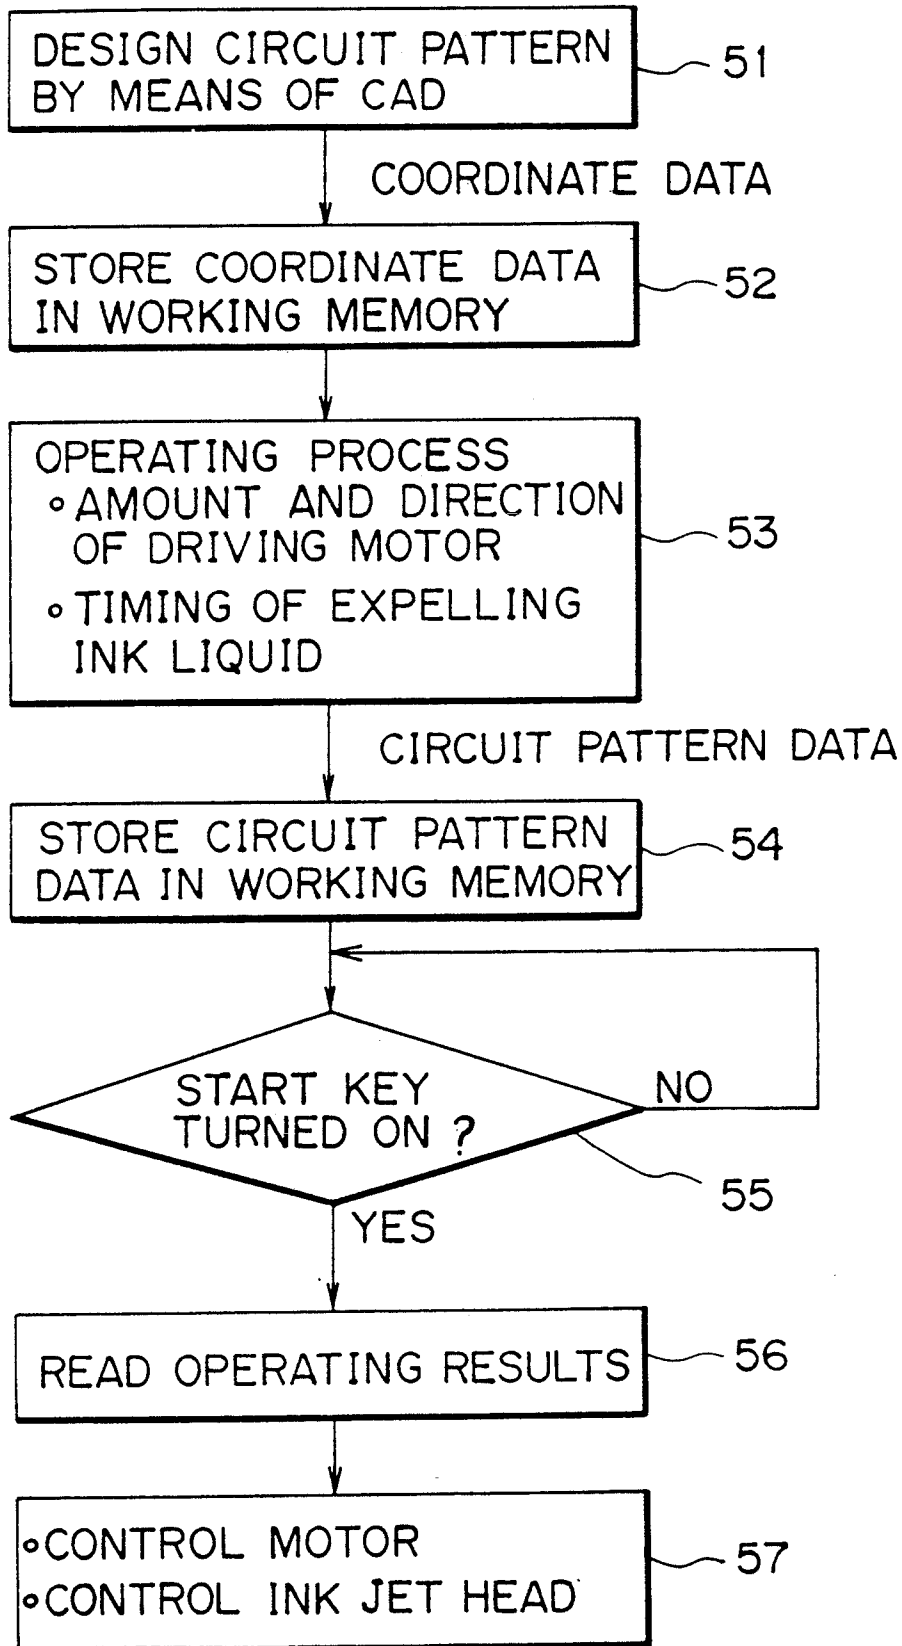 DESIGN CIRCUIT PATTERN
BY MEANS OF CAD
51
COORDINATE DATA
STORE COORDINATE DATA
IN WORKING MEMORY
52
OPERATING PROCESS
∘ AMOUNT AND DIRECTION
OF DRIVING MOTOR
53
∘ TIMING OF EXPELLING
INK LIQUID
CIRCUIT PATTERN DATA
STORE CIRCUIT PATTERN
DATA IN WORKING MEMORY
54
START KEY
TURNED ON ?
NO
55
YES
READ OPERATING RESULTS
56
∘ CONTROL MOTOR
∘ CONTROL INK JET HEAD
57